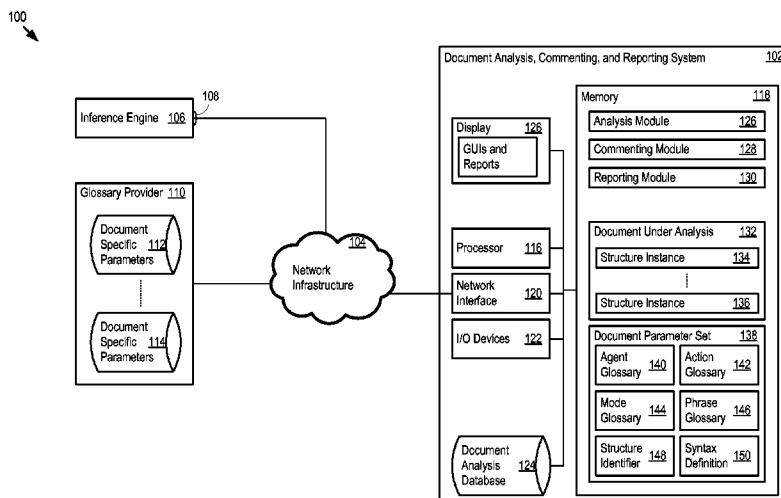 100
108
Inference Engine 106
Glossary Provider 110
Document
Specific 112
Parameters
Document
Specific 114
Parameters
104
Network
Infrastructure
Document Analysis, Commenting, and Reporting System 102
Display 126
GUIs and
Reports
Processor 116
Network
Interface 120
I/O Devices 122
Document
Analysis 124
Database
Memory 118
Analysis Module 126
Commenting Module 128
Reporting Module 130
Document Under Analysis 132
Structure Instance 134
Structure Instance 136
Document Parameter Set 138
Agent
Glossary 140
Action
Glossary 142
Mode
Glossary 144
Phrase
Glossary 146
Structure
Identifier 148
Syntax
Definition 150